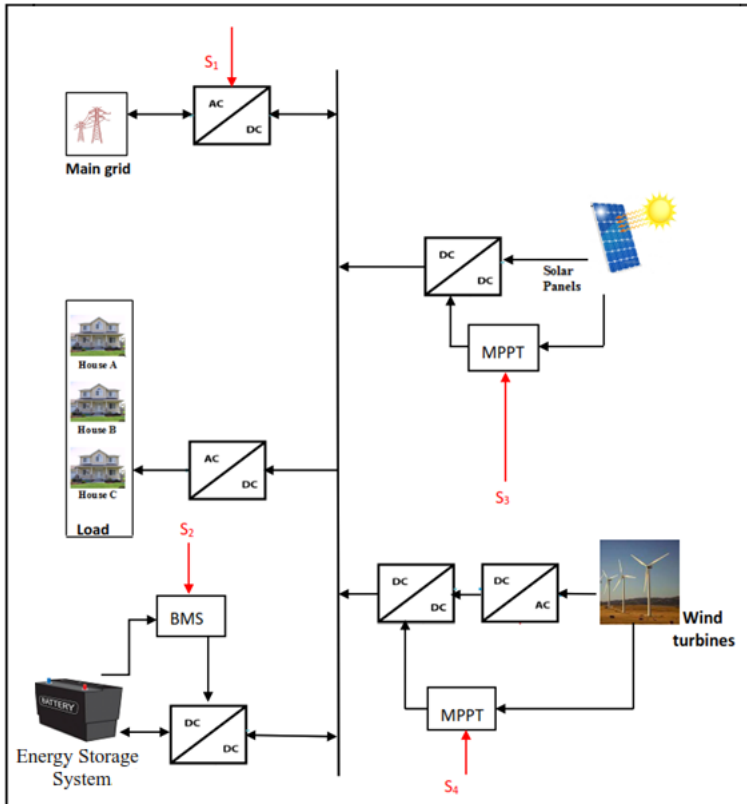 S1
AC
DC
Main grid
DC
DC
Solar
Panels
MPPT
S3
House A
House B
House C
Load
AC
DC
S2
BMS
DC
DC
BATTERY
Energy Storage
System
DC
DC
DC
AC
Wind
turbines
MPPT
S4